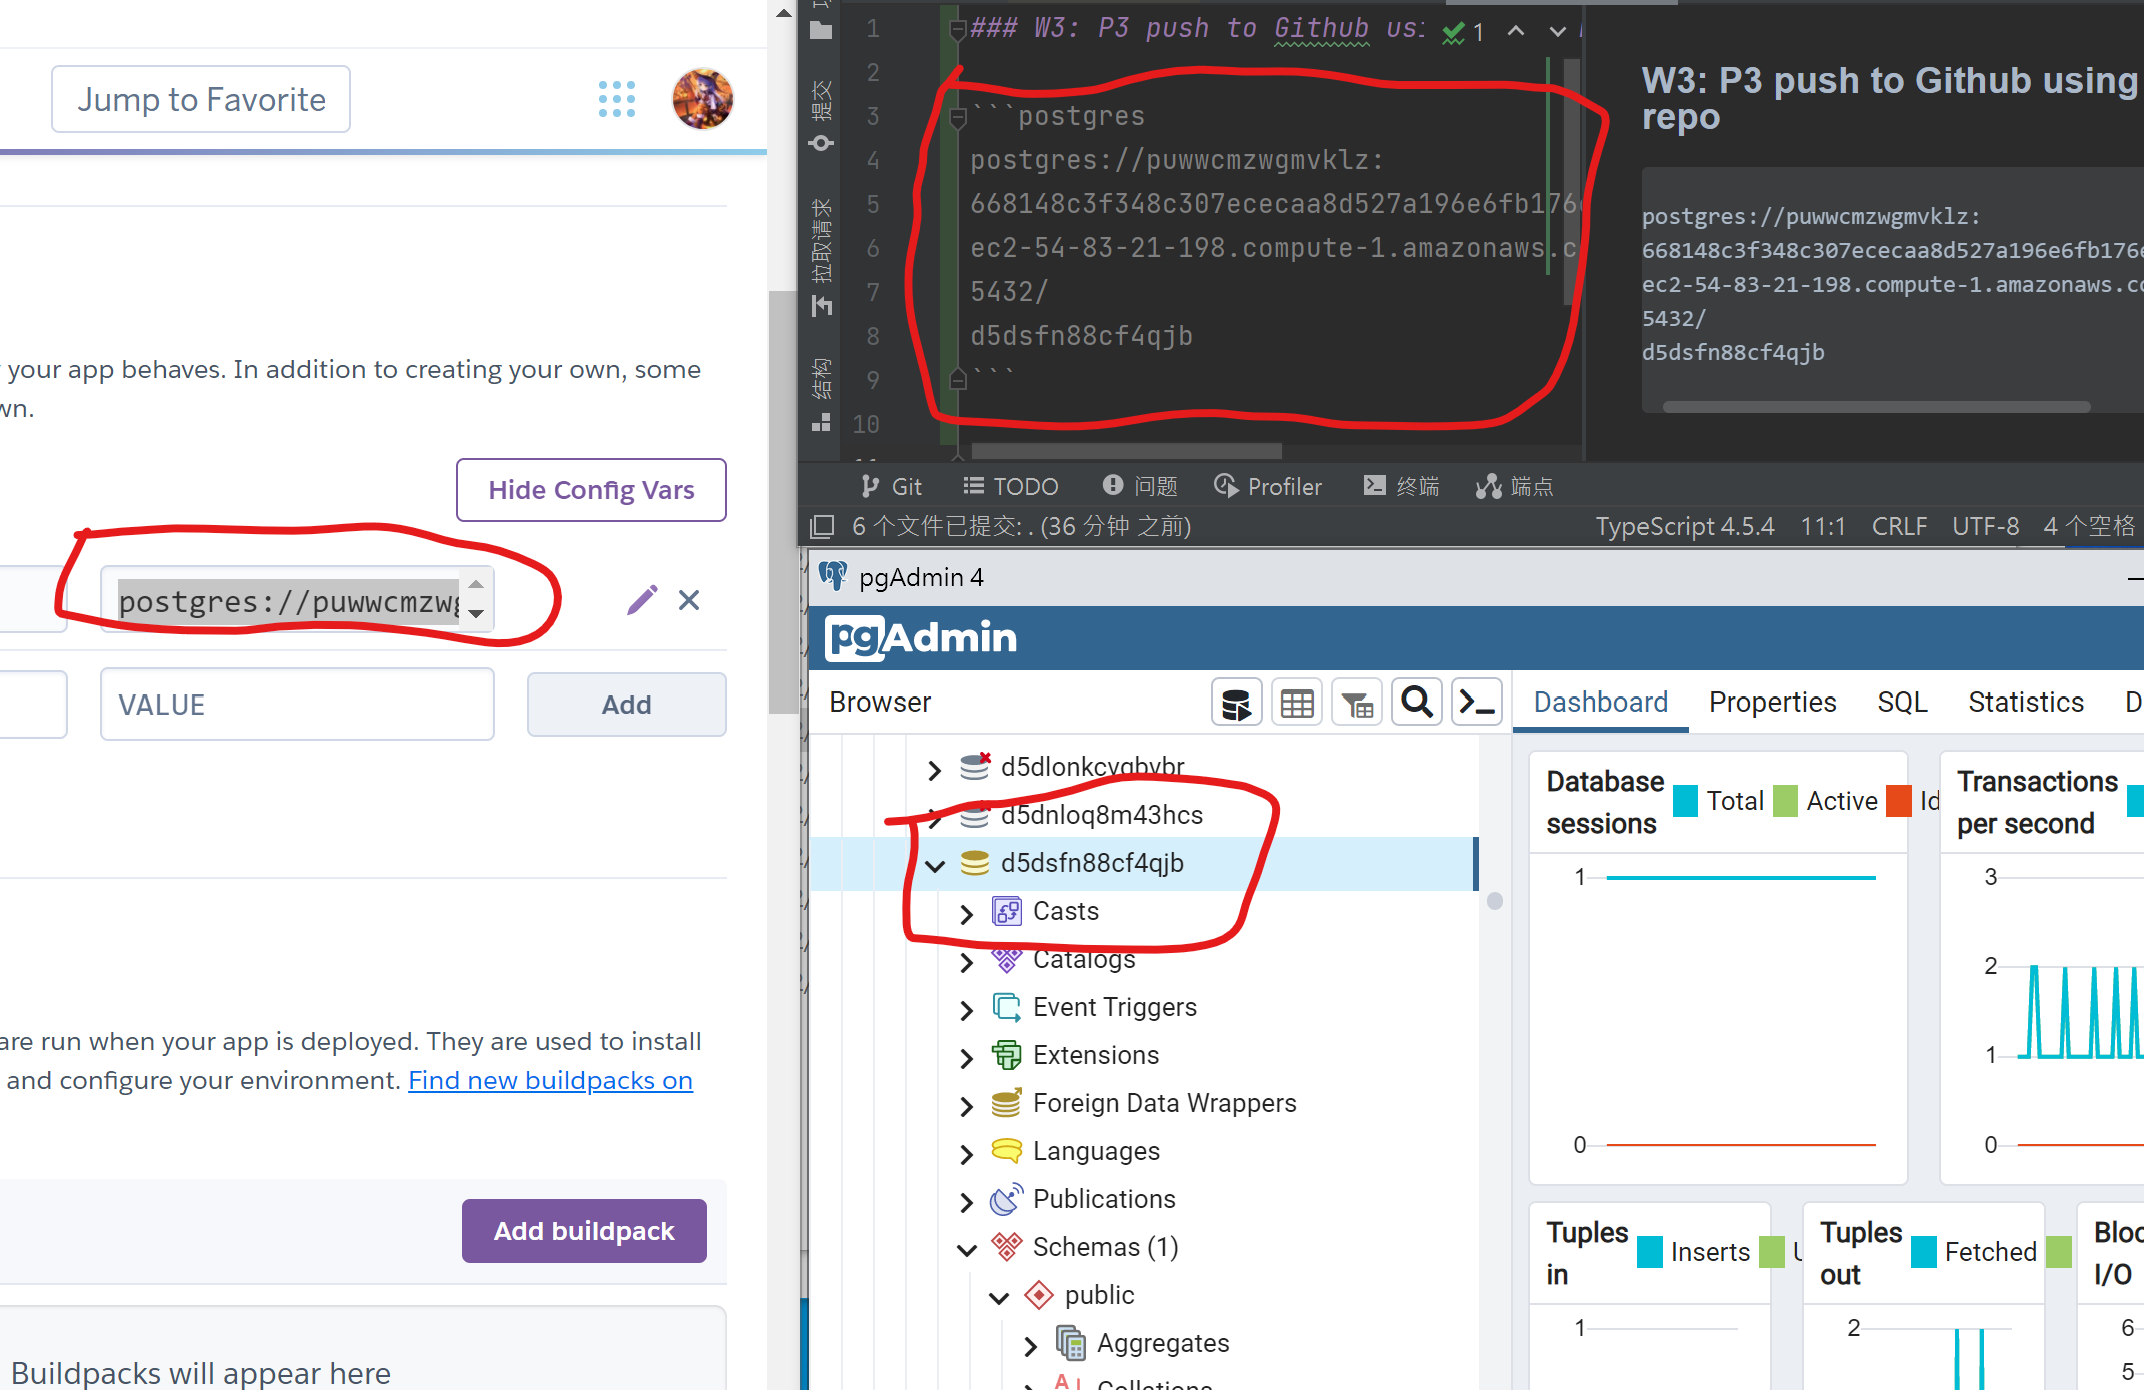 Jump to Favorite
your app behaves. In addition to creating your own, some
wn.
Hide Config Vars
postgres://puwwcmzwg
VALUE
Add
are run when your app is deployed. They are used to install
and configure your environment. Find new buildpacks on
Add buildpack
Buildpacks will appear here
提交
拉取请求
结构
1 ### W3: P3 push to Github usi
1
2
3 ```postgres
4 postgres://puwwcmzwgmvklz:
5 668148c3f348c307ececaa8d527a196e6fb176
6 ec2-54-83-21-198.compute-1.amazonaws.c
7 5432/
8 d5dsfn88cf4qjb
9 ```
10
W3: P3 push to Github using
repo
postgres://puwwcmzwgmvklz:
668148c3f348c307ececaa8d527a196e6fb176e
ec2-54-83-21-198.compute-1.amazonaws.co
5432/
d5dsfn88cf4qjb
Git TODO 问题 Profiler 终端 端点
6 个文件已提交: . (36 分钟 之前) TypeScript 4.5.4 11:1 CRLF UTF-8 4 个空格
pgAdmin 4
pgAdmin
Browser
Dashboard Properties SQL Statistics D
d5dlonkcvqbvbr
d5dnloq8m43hcs
d5dsfn88cf4qjb
Casts
Catalogs
Event Triggers
Extensions
Foreign Data Wrappers
Languages
Publications
Schemas (1)
public
Aggregates
Collations
Database
sessions
Total Active Id
1
0
Transactions
per second
3
2
1
0
Tuples
in
Inserts U
1
Tuples
out
Fetched
2
Bloc
I/O
6
5